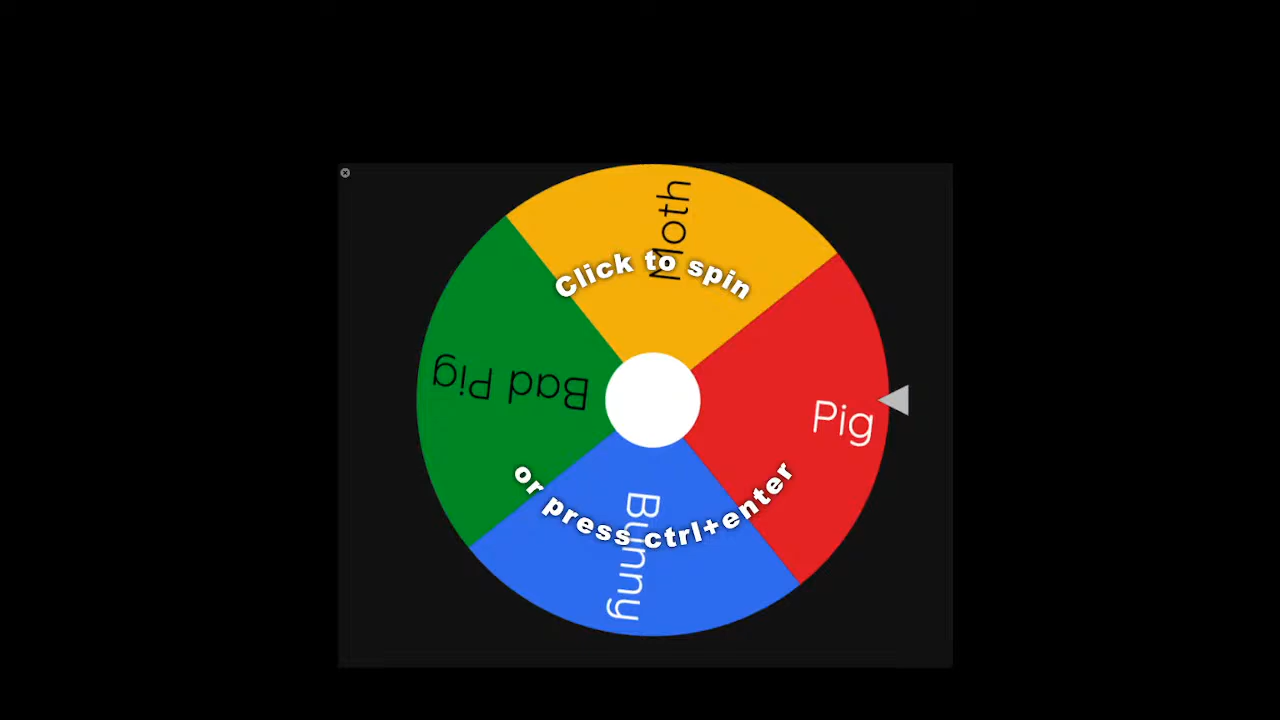 Moth
Click to spin
Bad Pig
Pig
or press ctrl+enter
Bunny